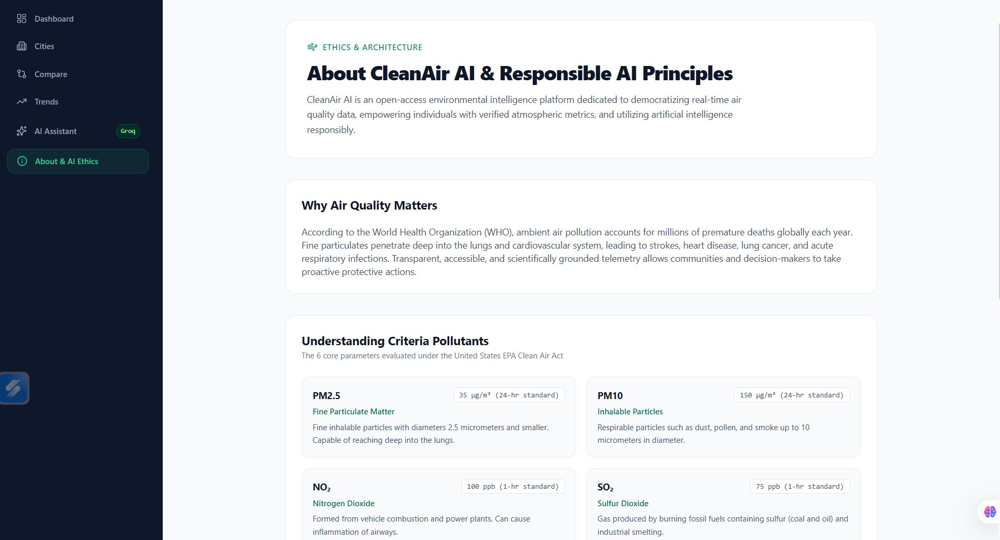 Dashboard
Cities
Compare
Trends
AI Assistant
Groq
About & AI Ethics
ETHICS & ARCHITECTURE
About CleanAir AI & Responsible AI Principles
CleanAir AI is an open-access environmental intelligence platform dedicated to democratizing real-time air
quality data, empowering individuals with verified atmospheric metrics, and utilizing artificial intelligence
responsibly.
Why Air Quality Matters
According to the World Health Organization (WHO), ambient air pollution accounts for millions of premature deaths globally each year.
Fine particulates penetrate deep into the lungs and cardiovascular system, leading to strokes, heart disease, lung cancer, and acute
respiratory infections. Transparent, accessible, and scientifically grounded telemetry allows communities and decision-makers to take
proactive protective actions.
Understanding Criteria Pollutants
The 6 core parameters evaluated under the United States EPA Clean Air Act
PM2.5
35 µg/m³ (24-hr standard)
Fine Particulate Matter
Fine inhalable particles with diameters 2.5 micrometers and smaller.
Capable of reaching deep into the lungs.
PM10
150 µg/m³ (24-hr standard)
Inhalable Particles
Respirable particles such as dust, pollen, and smoke up to 10
micrometers in diameter.
NO₂
100 ppb (1-hr standard)
Nitrogen Dioxide
Formed from vehicle combustion and power plants. Can cause
inflammation of airways.
SO₂
75 ppb (1-hr standard)
Sulfur Dioxide
Gas produced by burning fossil fuels containing sulfur (coal and oil) and
industrial smelting.